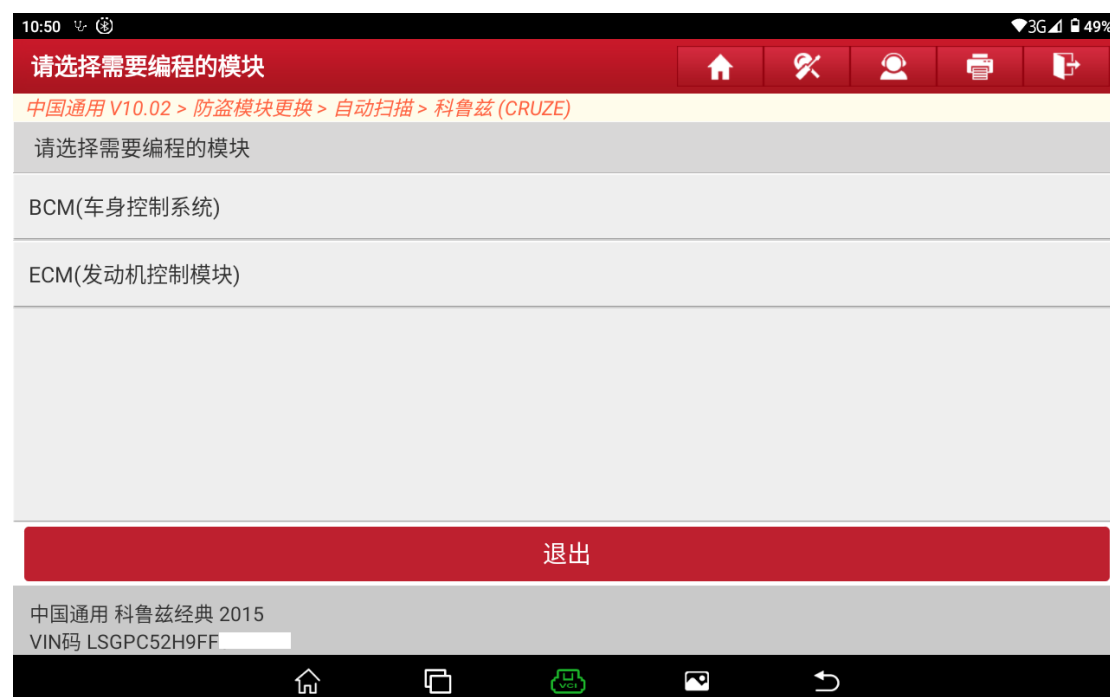 10:50 3G 49%
请选择需要编程的模块
中国通用 V10.02 > 防盗模块更换 > 自动扫描 > 科鲁兹 (CRUZE)
请选择需要编程的模块
BCM(车身控制系统)
ECM(发动机控制模块)
退出
中国通用 科鲁兹经典 2015
VIN码 LSGPC52H9FF
VCI